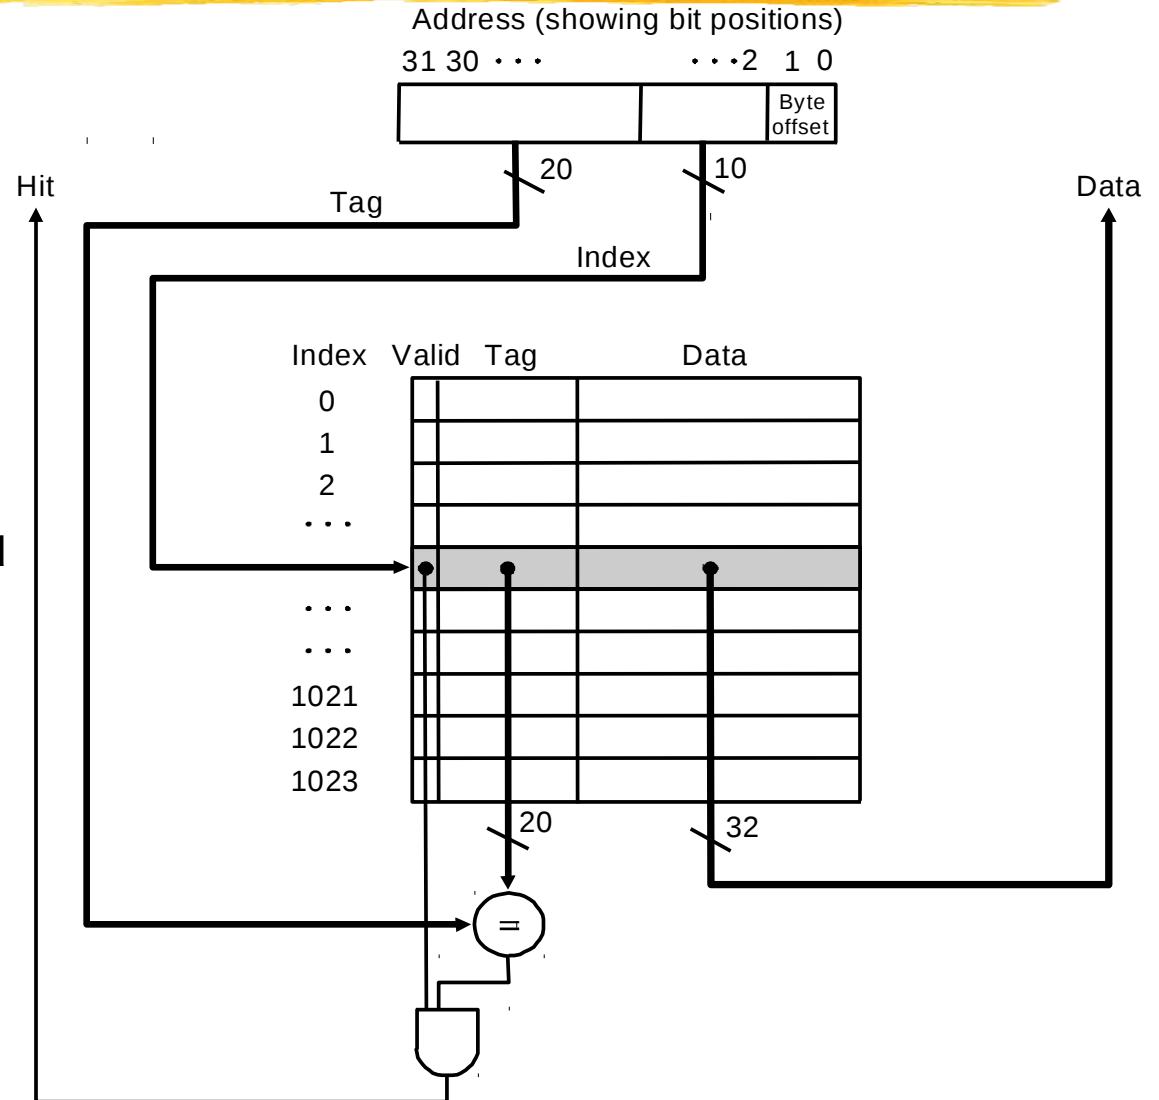 Address (showing bit positions)
31 30 · · · · · · 2 1 0
Byte
offset
20
10
Hit
Data
Tag
Index
Index Valid Tag Data
0
1
2
· · ·
· · ·
· · ·
1021
1022
1023
20
32
=